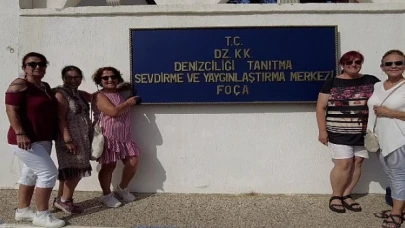 T.C.
DZ.KK.
DENİZCİLİĞİ TANITMA
SEVDİRME VE YAYGINLAŞTIRMA MERKEZİ
FOÇA